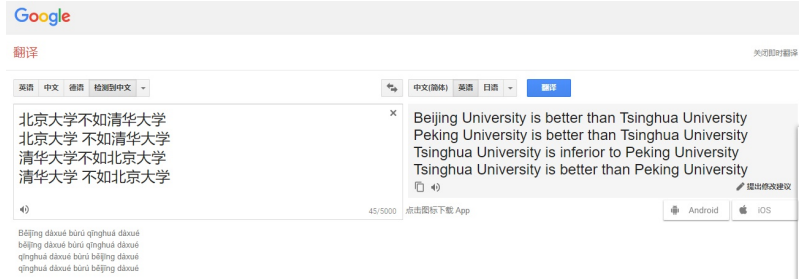 Google
翻译
关闭即时翻译
英语 中文 德语 检测到中文
中文(简体) 英语 日语 翻译
北京大学不如清华大学
北京大学 不如清华大学
清华大学不如北京大学
清华大学 不如北京大学
Beijing University is better than Tsinghua University
Peking University is better than Tsinghua University
Tsinghua University is inferior to Peking University
Tsinghua University is better than Peking University
提出修改建议
45/5000
点击图标下载 App
Android
iOS
Běijīng dàxué bùrú qīnghuá dàxué
běijīng dàxué bùrú qīnghuá dàxué
qīnghuá dàxué bùrú běijīng dàxué
qīnghuá dàxué bùrú běijīng dàxué